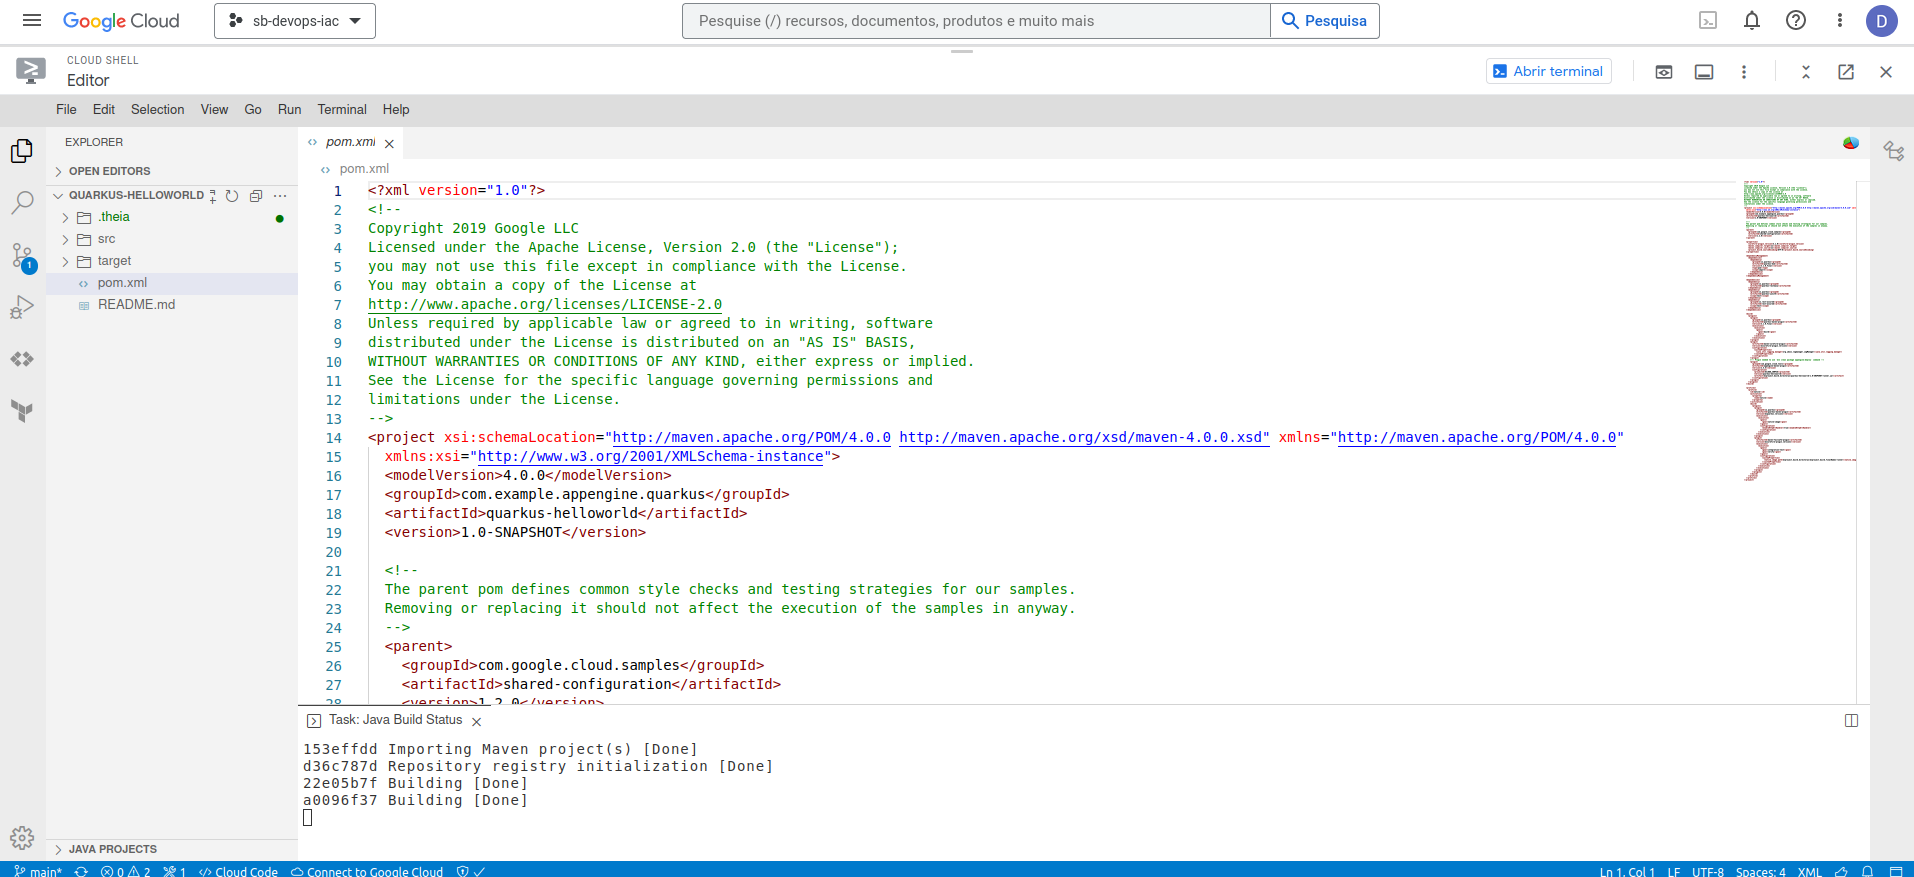 Google Cloud
sb-devops-iac
Pesquise (/) recursos, documentos, produtos e muito mais
Pesquisa
D
CLOUD SHELL
Editor
Abrir terminal
File Edit Selection View Go Run Terminal Help
EXPLORER
OPEN EDITORS
QUARKUS-HELLOWORLD
.theia
src
target
pom.xml
README.md
1
JAVA PROJECTS
pom.xml
pom.xml
1 <?xml version="1.0"?>
2 <!--
3 Copyright 2019 Google LLC
4 Licensed under the Apache License, Version 2.0 (the "License");
5 you may not use this file except in compliance with the License.
6 You may obtain a copy of the License at
7 http://www.apache.org/licenses/LICENSE-2.0
8 Unless required by applicable law or agreed to in writing, software
9 distributed under the License is distributed on an "AS IS" BASIS,
10 WITHOUT WARRANTIES OR CONDITIONS OF ANY KIND, either express or implied.
11 See the License for the specific language governing permissions and
12 limitations under the License.
13 -->
14 <project xsi:schemaLocation="http://maven.apache.org/POM/4.0.0 http://maven.apache.org/xsd/maven-4.0.0.xsd" xmlns="http://maven.apache.org/POM/4.0.0"
15 xmlns:xsi="http://www.w3.org/2001/XMLSchema-instance">
16 <modelVersion>4.0.0</modelVersion>
17 <groupId>com.example.appengine.quarkus</groupId>
18 <artifactId>quarkus-helloworld</artifactId>
19 <version>1.0-SNAPSHOT</version>
20
21 <!--
22 The parent pom defines common style checks and testing strategies for our samples.
23 Removing or replacing it should not affect the execution of the samples in anyway.
24 -->
25 <parent>
26 <groupId>com.google.cloud.samples</groupId>
27 <artifactId>shared-configuration</artifactId>
28 <version>1.2.0</version>
Task: Java Build Status
153effdd Importing Maven project(s) [Done]
d36c787d Repository registry initialization [Done]
22e05b7f Building [Done]
a0096f37 Building [Done]
main* 0 2 1 Cloud Code Connect to Google Cloud Ln 1, Col 1 LF UTF-8 Spaces: 4 XML